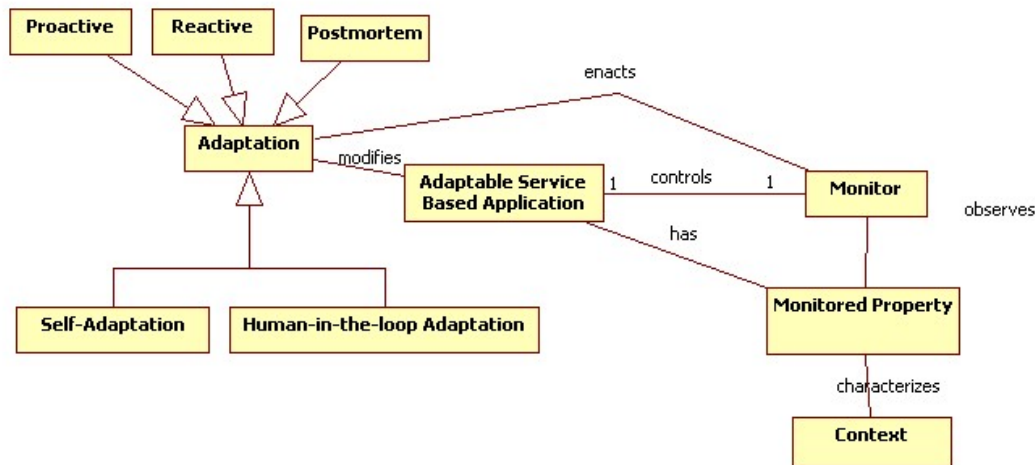 Proactive
Reactive
Postmortem
enacts
Adaptation
modifies
Adaptable Service
Based Application
1
controls
1
Monitor
observes
has
Monitored Property
Self-Adaptation
Human-in-the-loop Adaptation
characterizes
Context